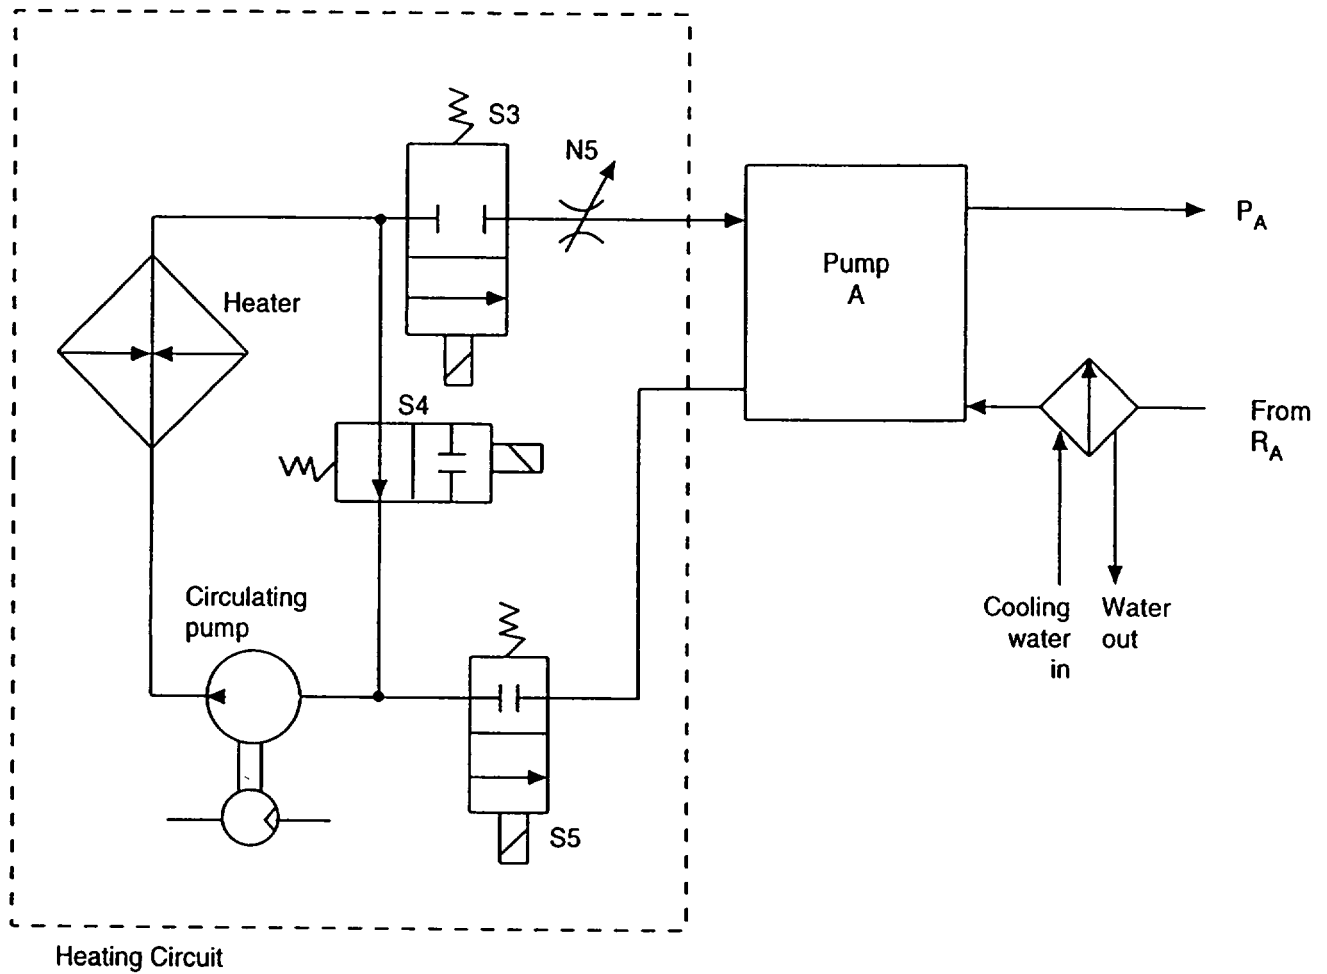 S3
N5
P_A
Pump
A
Heater
From
R_A
S4
Circulating
pump
Cooling
water
in
Water
out
S5
Heating Circuit